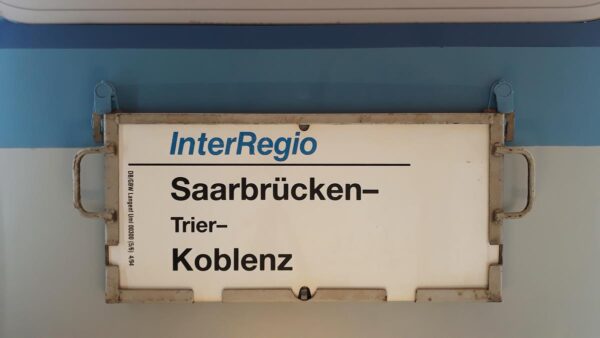 InterRegio
Saarbrücken–
Trier–
Koblenz